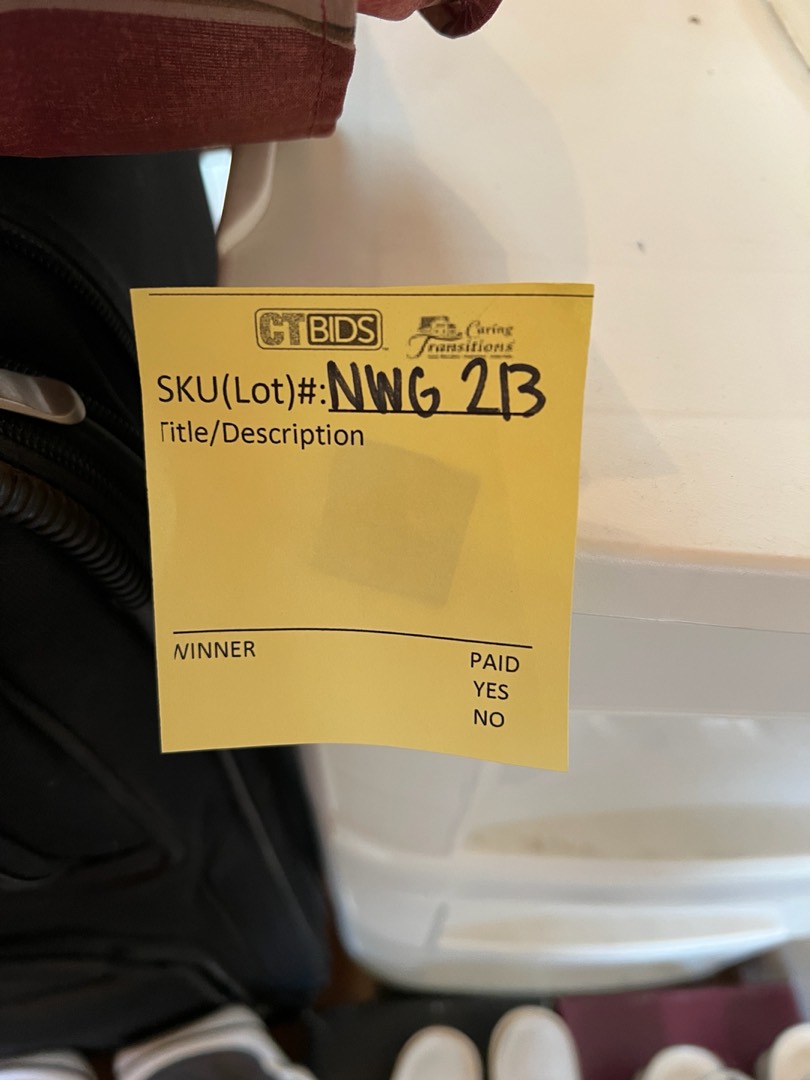 CTBIDS
Caring
Transitions
SKU(Lot)#: NWG 213
Title/Description
WINNER
PAID
YES
NO